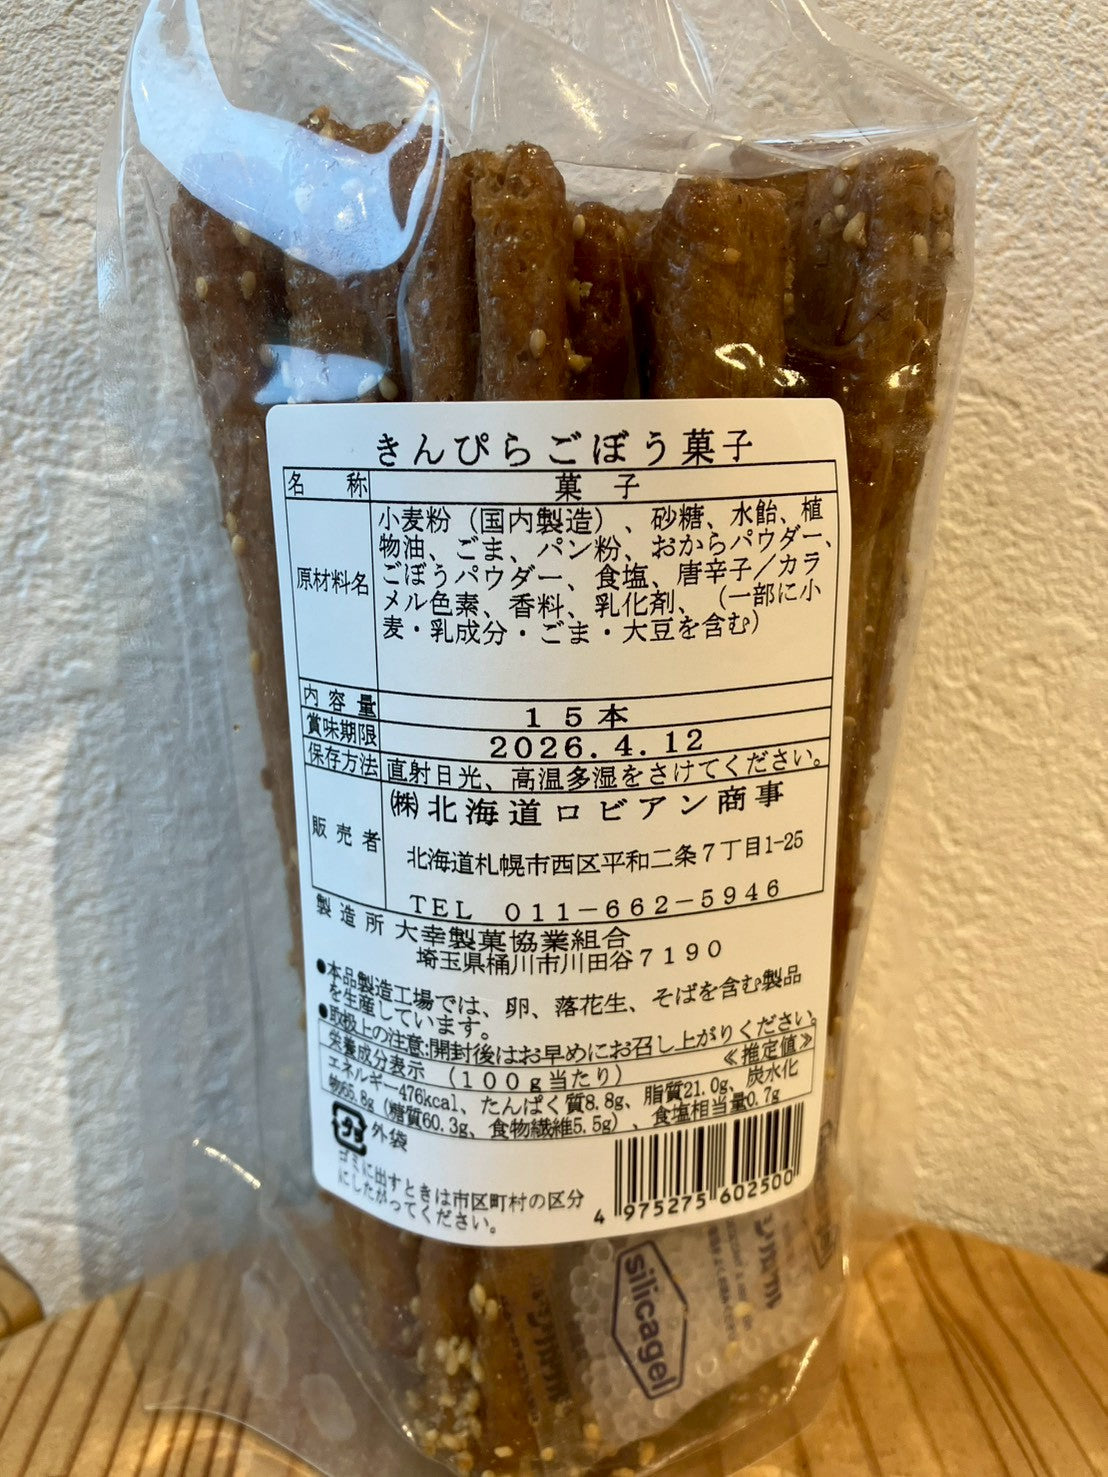 きんぴらごぼう菓子
名称 菓子
原材料名 小麦粉（国内製造）、砂糖、水飴、植
物油、ごま、パン粉、おからパウダー、
ごぼうパウダー、食塩、唐辛子／カラ
メル色素、香料、乳化剤、（一部に小
麦・乳成分・ごま・大豆を含む）
内容量 １５本
賞味期限 2026.4.12
保存方法 直射日光、高温多湿をさけてください。
販売者 ㈱北海道ロビアン商事
北海道札幌市西区平和二条７丁目1-25
ＴＥＬ ０１１－６６２－５９４６
製造所 大幸製菓協業組合
埼玉県桶川市川田谷７１９０
●本品製造工場では、卵、落花生、そばを含む製品
を生産しています。
●取扱上の注意:開封後はお早めにお召し上がりください。
栄養成分表示 （１００ｇ当たり） ≪推定値≫
エネルギー476kcal、たんぱく質8.8g、脂質21.0g、炭水化
物65.8g（糖質60.3g、食物繊維5.5g）、食塩相当量0.7g
プラ 外袋
ゴミに出すときは市区町村の区分
にしたがってください。
4 975275 602500
silicagel